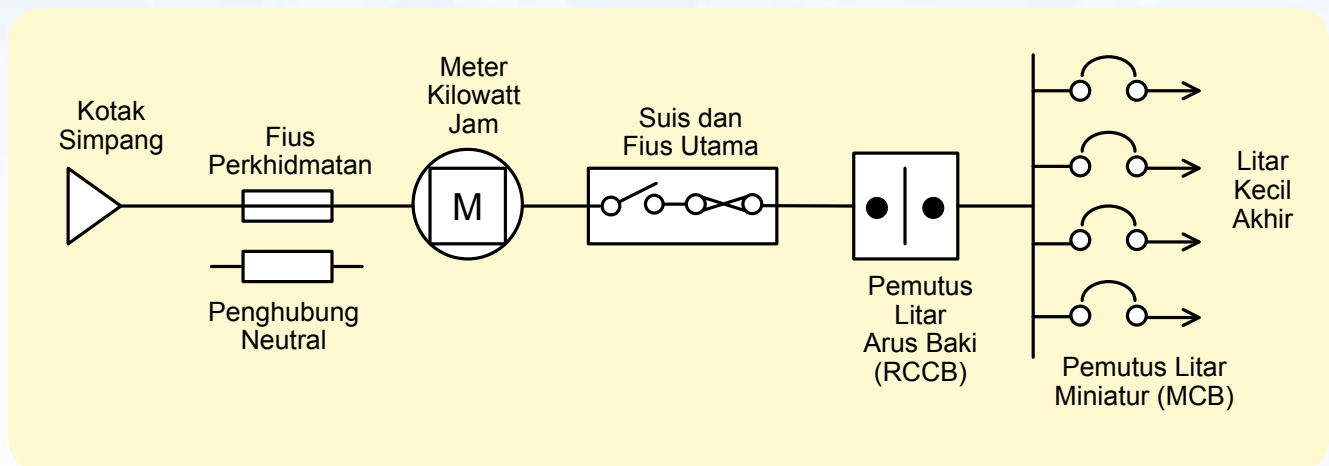 Kotak
Simpang
Fius
Perkhidmatan
Penghubung
Neutral
Meter
Kilowatt
Jam
M
Suis dan
Fius Utama
Pemutus
Litar
Arus Baki
(RCCB)
Litar
Kecil
Akhir
Pemutus Litar
Miniatur (MCB)